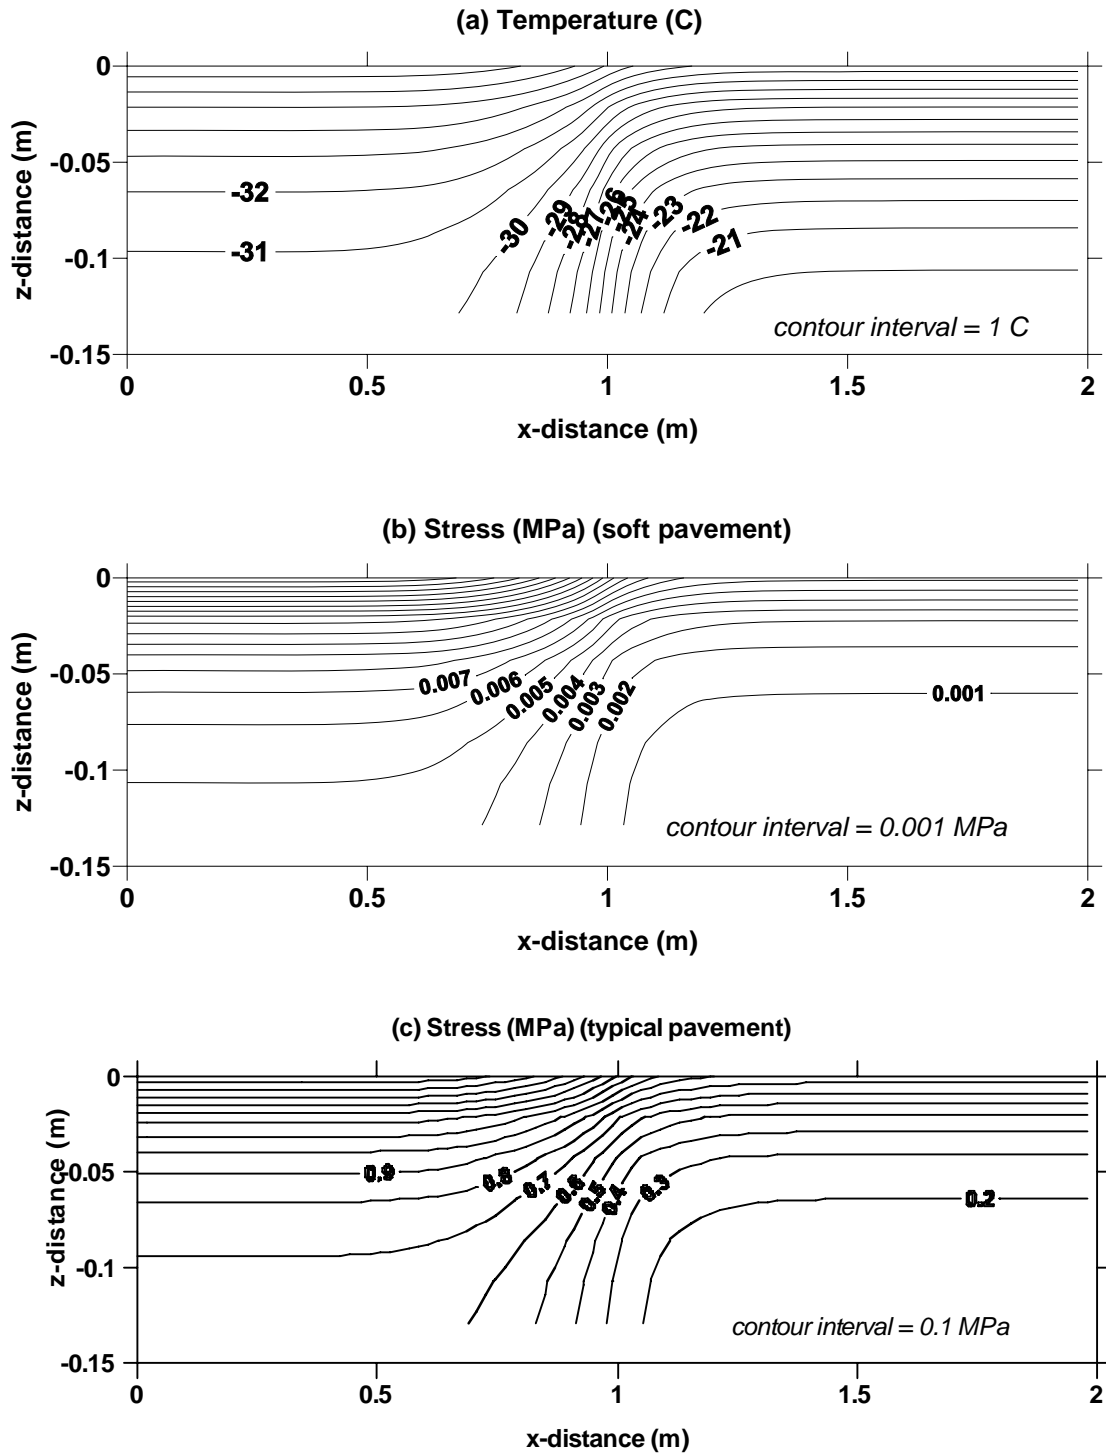 (a) Temperature (C)
0
-0.05
-0.1
-0.15
z-distance (m)
-32
-31
-30
-29
-28
-27
-26
-25
-24
-23
-22
-21
contour interval = 1 C
0 0.5 1 1.5 2
x-distance (m)
(b) Stress (MPa) (soft pavement)
0
-0.05
-0.1
-0.15
z-distance (m)
0.007
0.006
0.005
0.004
0.003
0.002
0.001
contour interval = 0.001 MPa
0 0.5 1 1.5 2
x-distance (m)
(c) Stress (MPa) (typical pavement)
0
-0.05
-0.1
-0.15
z-distance (m)
0.9
0.8
0.7
0.6
0.5
0.4
0.3
0.2
contour interval = 0.1 MPa
0 0.5 1 1.5 2
x-distance (m)